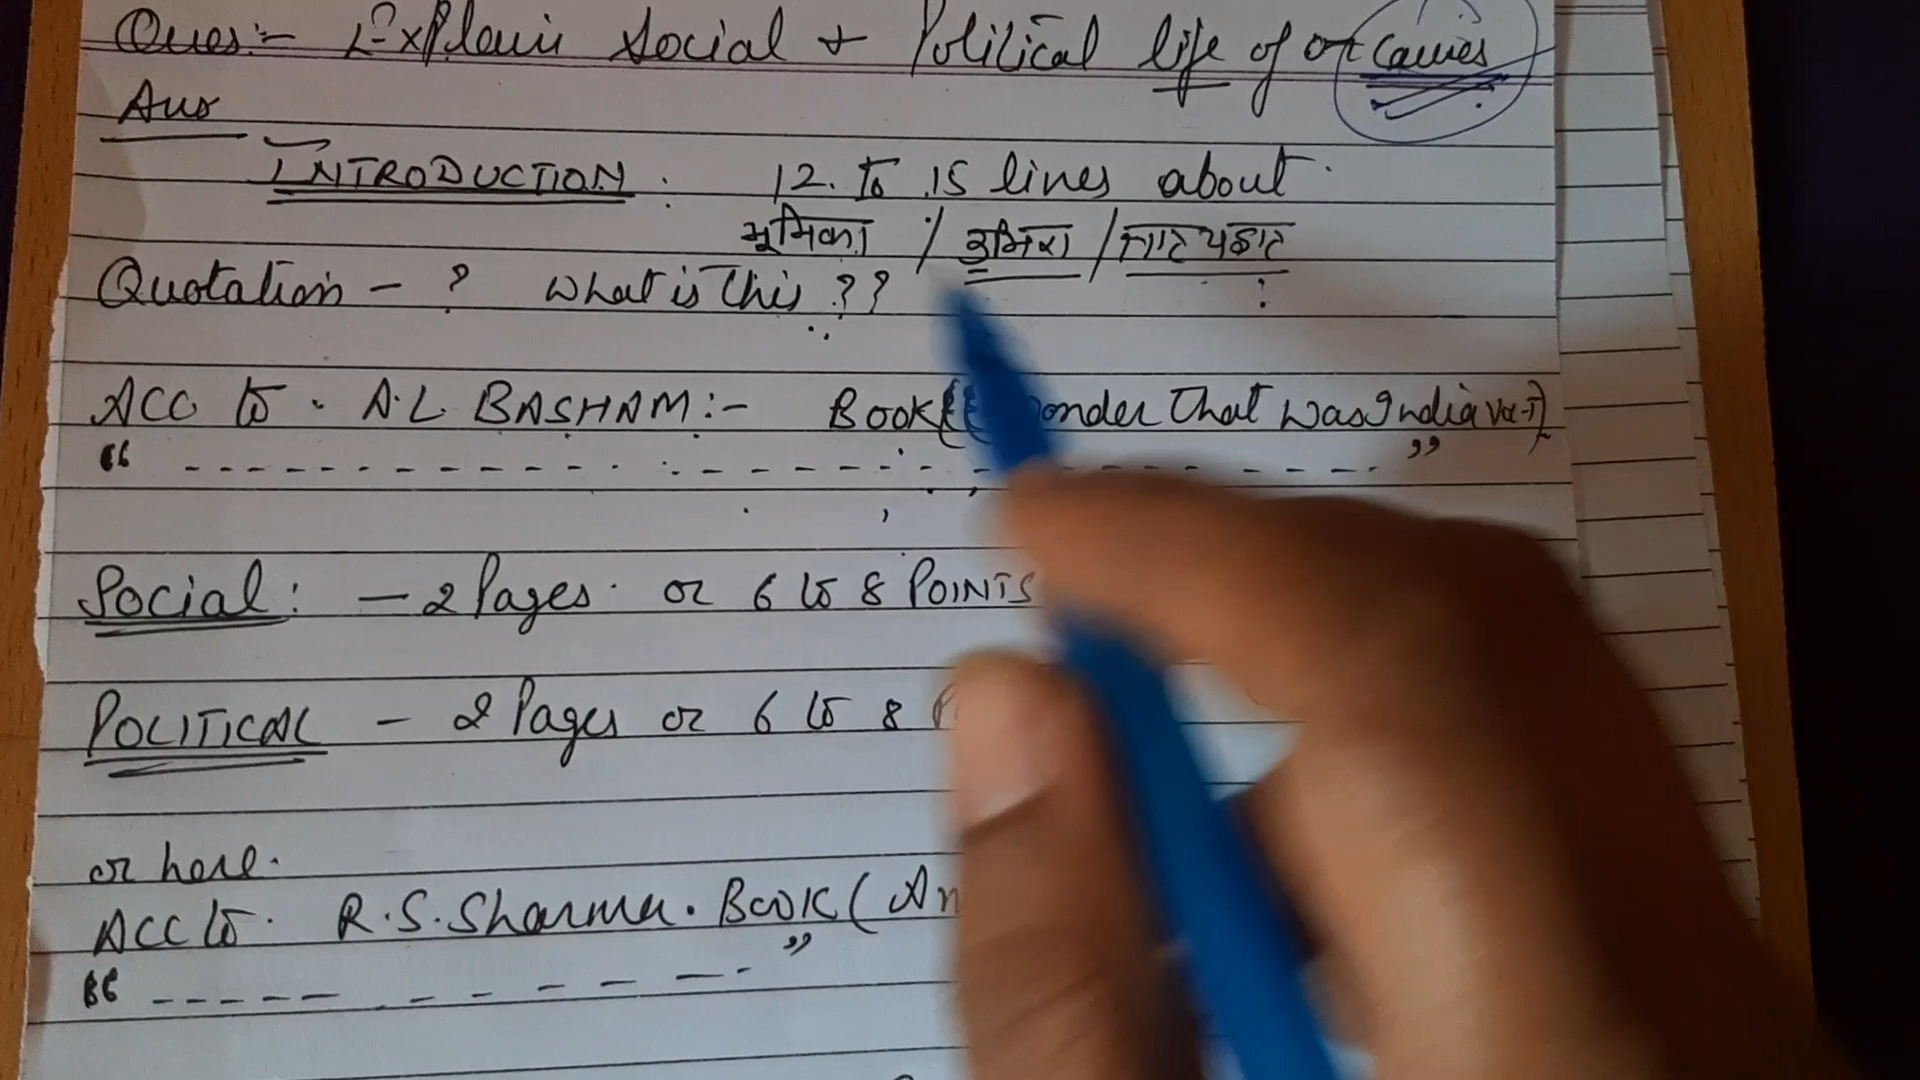 Ques:- Explain Social + Political life of or Causes
Ans
INTRODUCTION: 12. to 15 lines about
भूमिका /
Quotation - ? What is this ??
ACC to . A.L BASHAM:- BOOK (( onder that was India Vol-I)
“ - - - - - - - - - - - - - - - - - - - - - ”
Social: - 2 Pages. or 6 to 8 POINTS
POLITICAL - 2 Pages or 6 to 8 P
or here.
ACC to. R.S. Sharma. Book ( An
“ - - - - - - - - - - - - ”